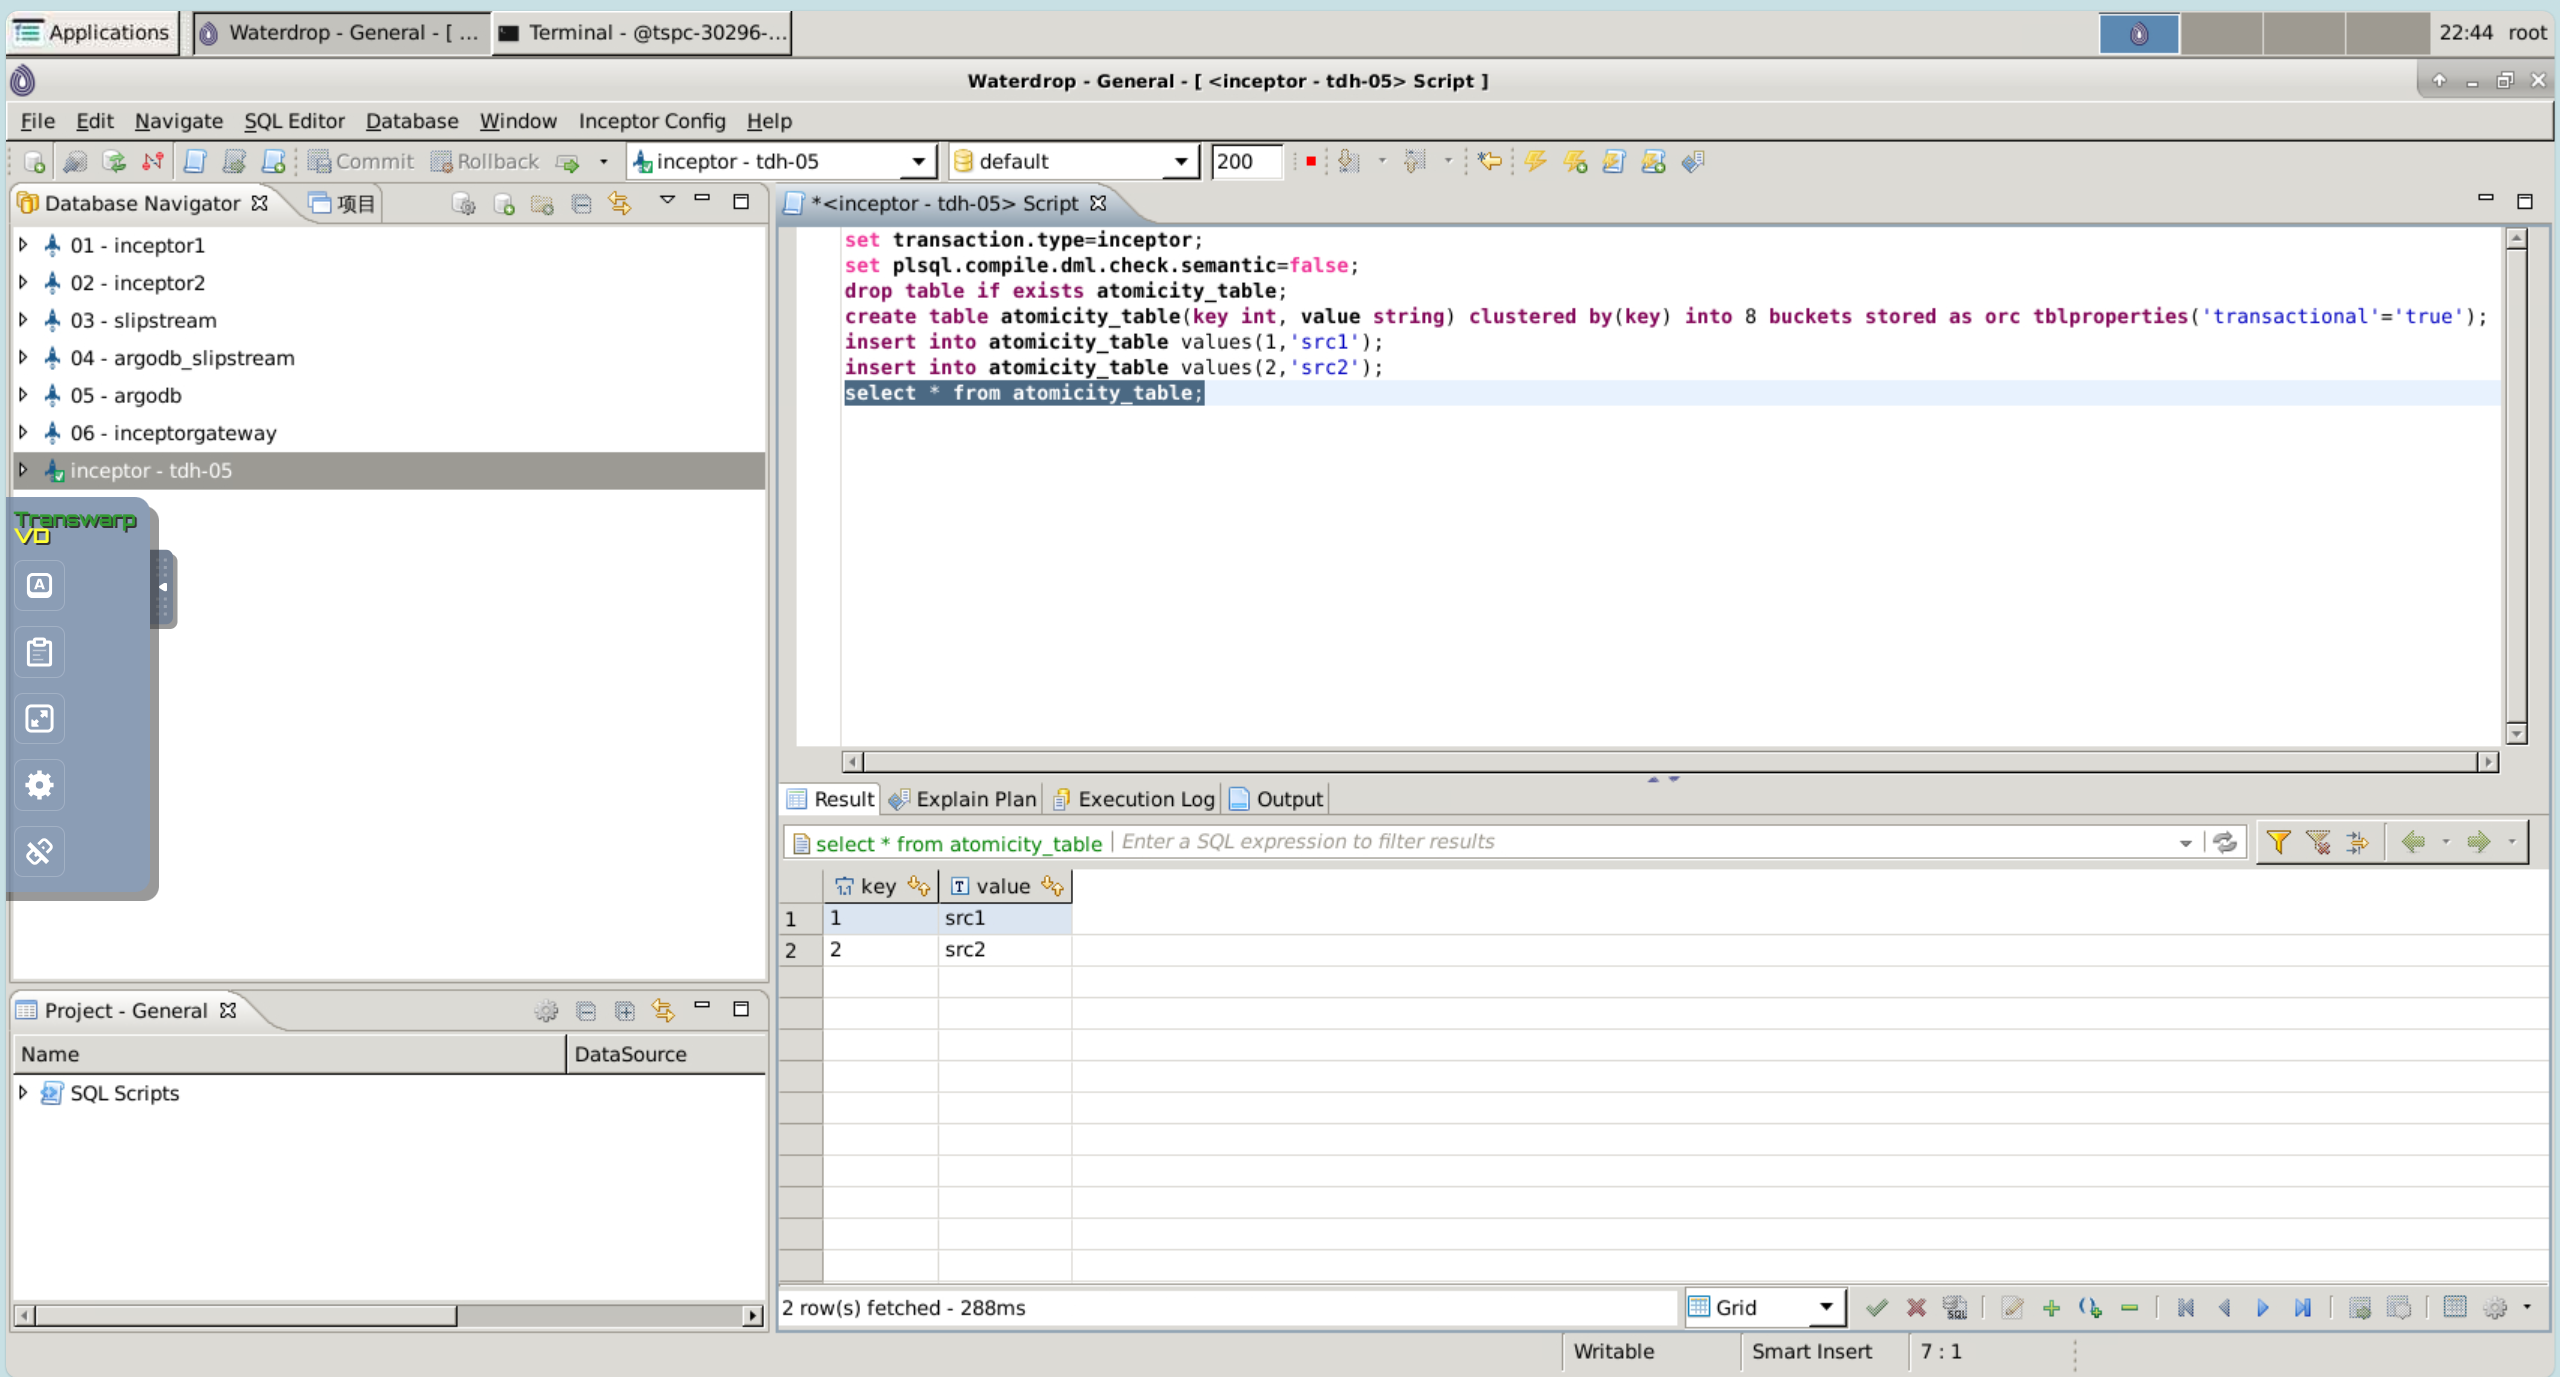 Applications Waterdrop - General - [ ... Terminal - @tspc-30296-... 22:44 root
Waterdrop - General - [ <inceptor - tdh-05> Script ]
File Edit Navigate SQL Editor Database Window Inceptor Config Help
Commit Rollback inceptor - tdh-05 default 200
Database Navigator 项目
01 - inceptor1
02 - inceptor2
03 - slipstream
04 - argodb_slipstream
05 - argodb
06 - inceptorgateway
inceptor - tdh-05
Transwarp
VD
A
Project - General
Name DataSource
SQL Scripts
*<inceptor - tdh-05> Script
set transaction.type=inceptor;
set plsql.compile.dml.check.semantic=false;
drop table if exists atomicity_table;
create table atomicity_table(key int, value string) clustered by(key) into 8 buckets stored as orc tblproperties('transactional'='true');
insert into atomicity_table values(1,'src1');
insert into atomicity_table values(2,'src2');
select * from atomicity_table;
Result Explain Plan Execution Log Output
select * from atomicity_table Enter a SQL expression to filter results
key value
1 1 src1
2 2 src2
2 row(s) fetched - 288ms Grid
Writable Smart Insert 7 : 1